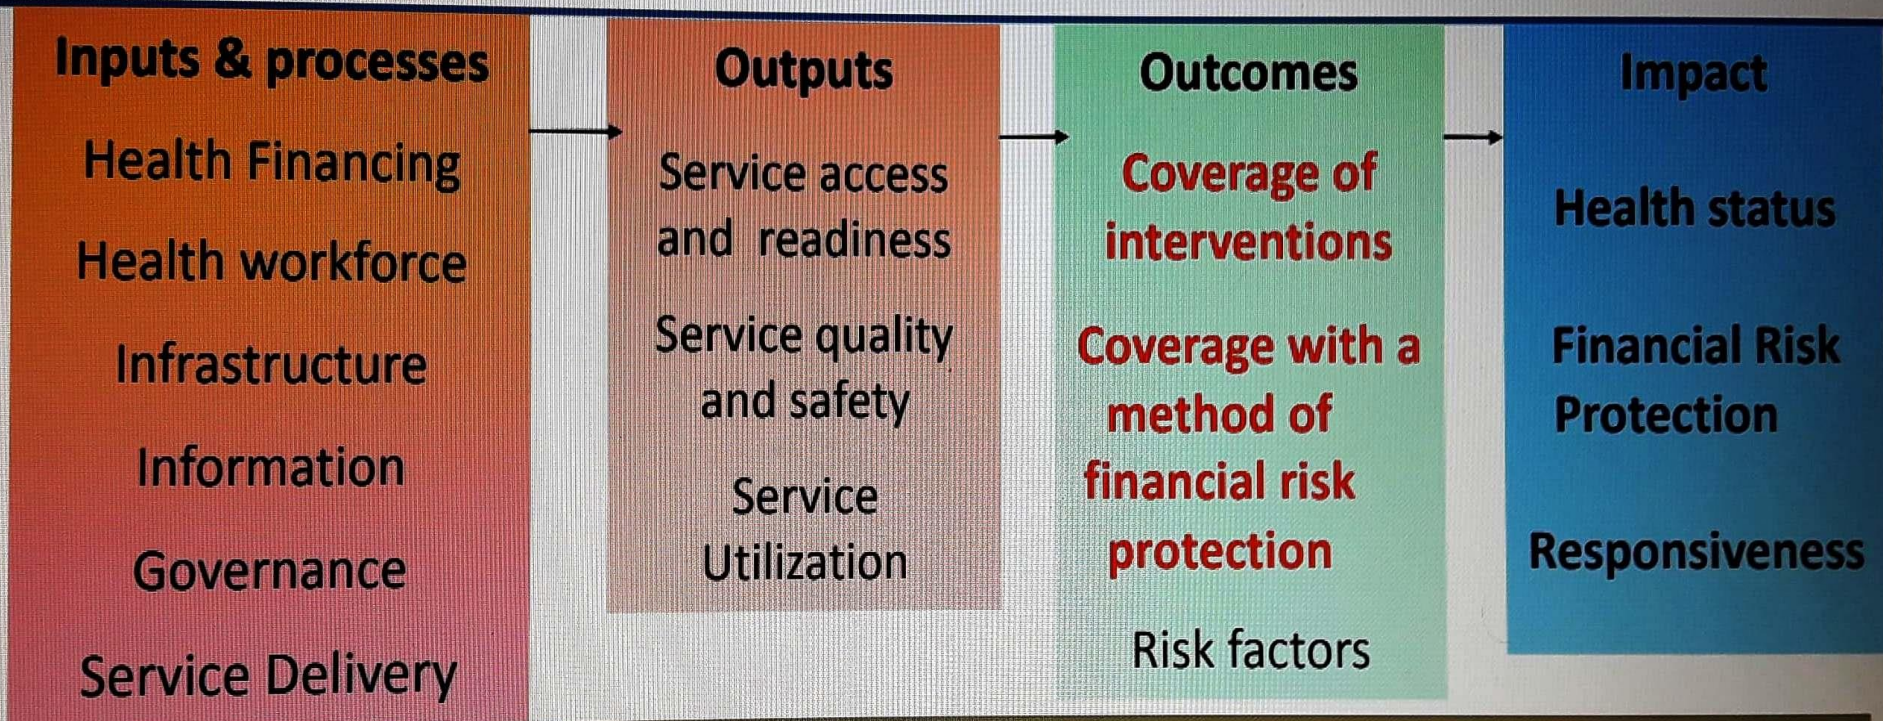 Inputs & processes
Health Financing
Health workforce
Infrastructure
Information
Governance
Service Delivery
Outputs
Service access
and readiness
Service quality
and safety
Service
Utilization
Outcomes
Coverage of
interventions
Coverage with a
method of
financial risk
protection
Risk factors
Impact
Health status
Financial Risk
Protection
Responsiveness